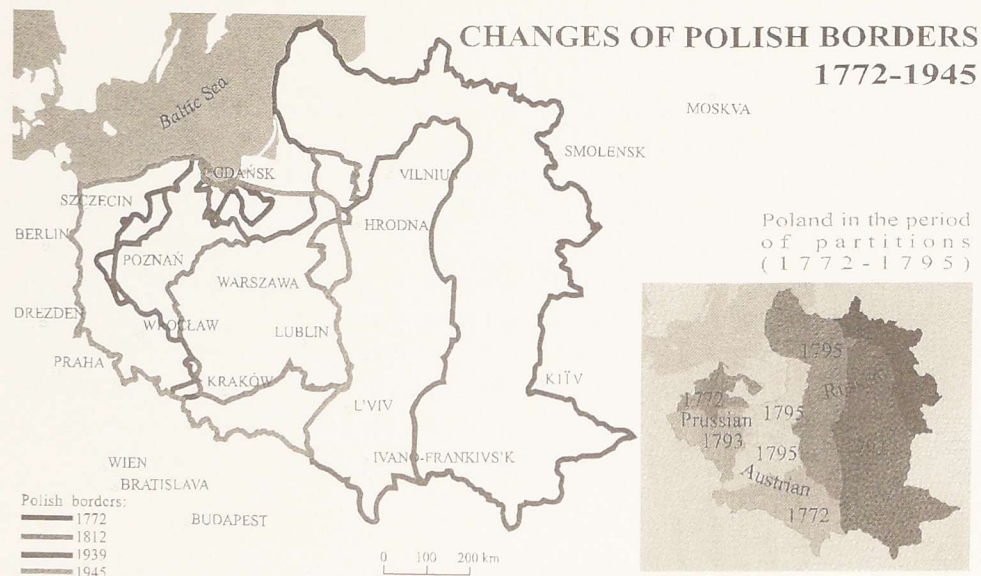 CHANGES OF POLISH BORDERS
1772-1945
Baltic Sea
MOSKVA
SMOLENSK
GDAŃSK
VILNIUS
SZCZECIN
HRODNA
BERLIN
POZNAŃ
WARSZAWA
DREZDEN
WROCŁAW
LUBLIN
PRAHA
KRAKÓW
KIÏV
L'VIV
WIEN
IVANO-FRANKIVS'K
BRATISLAVA
BUDAPEST
Polish borders:
1772
1812
1939
1945
0 100 200 km
Poland in the period
of partitions
(1772-1795)
1795
1772
Prussian
1795
1793
1795
Austrian
1772